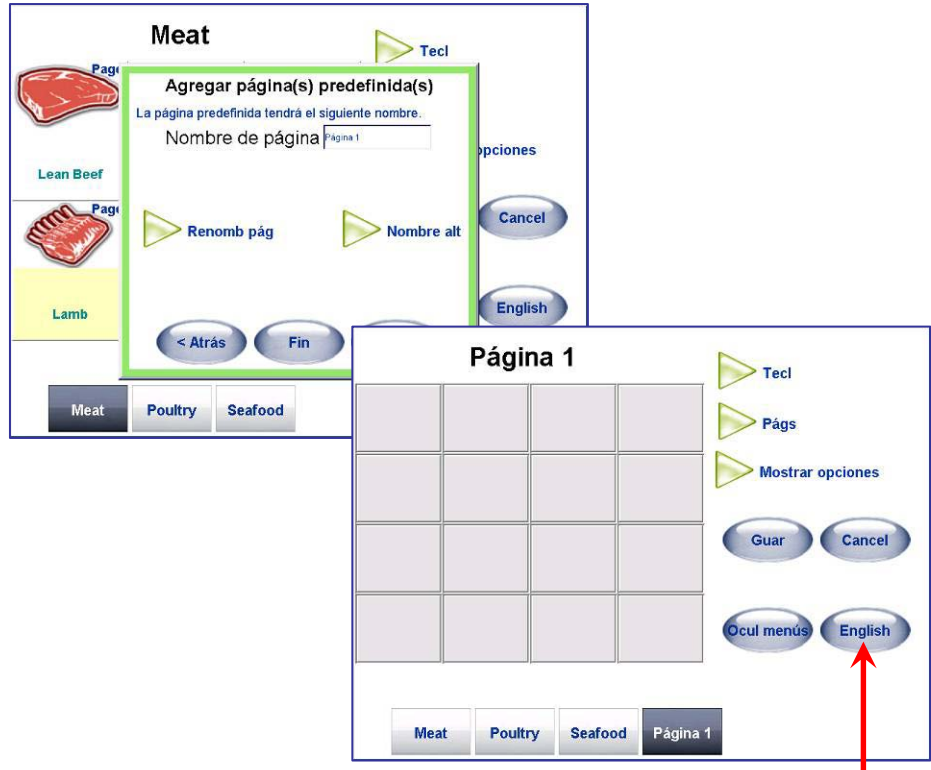 Meat
Tecl
Page
Agregar página(s) predefinida(s)
La página predefinida tendrá el siguiente nombre.
Nombre de página Página 1
opciones
Lean Beef
Page
Cancel
Renomb pág
Nombre alt
Lamb
English
< Atrás
Fin
Meat
Poultry
Seafood
Página 1
Tecl
Págs
Mostrar opciones
Guar
Cancel
Ocul menús
English
Meat
Poultry
Seafood
Página 1